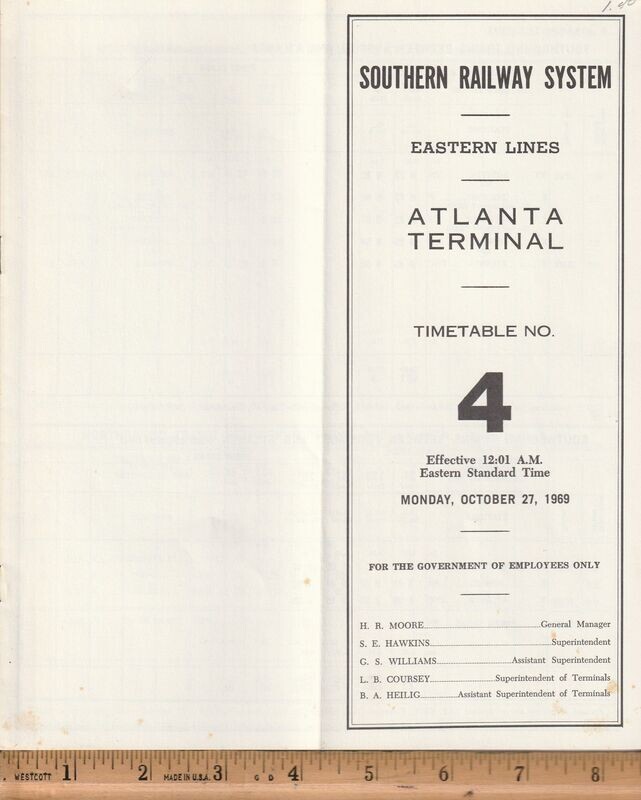 1.00
SOUTHERN RAILWAY SYSTEM
EASTERN LINES
ATLANTA
TERMINAL
TIMETABLE NO.
4
Effective 12:01 A.M.
Eastern Standard Time
MONDAY, OCTOBER 27, 1969
FOR THE GOVERNMENT OF EMPLOYEES ONLY
H. R. MOORE General Manager
S. E. HAWKINS Superintendent
G. S. WILLIAMS Assistant Superintendent
L. B. COURSEY Superintendent of Terminals
B. A. HEILIG Assistant Superintendent of Terminals
WESTCOTT 1 2 MADE IN U.S.A. 3 G D 4 5 6 7 8